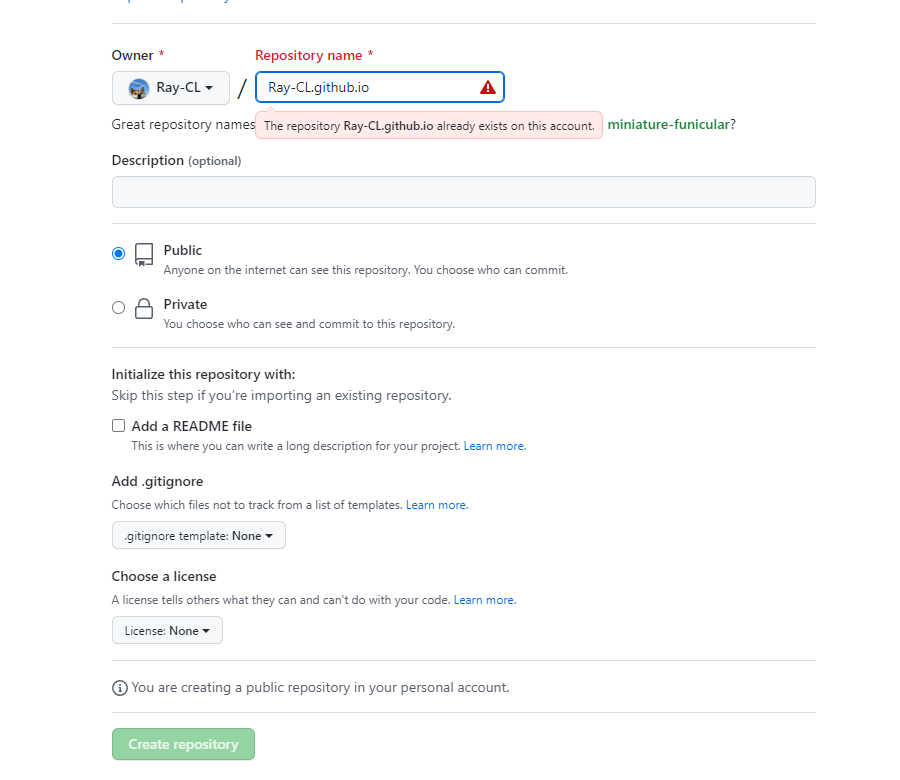 Owner *
Repository name *
Ray-CL
/
Ray-CL.github.io
Great repository names
The repository Ray-CL.github.io already exists on this account.
miniature-funicular?
Description (optional)
Public
Anyone on the internet can see this repository. You choose who can commit.
Private
You choose who can see and commit to this repository.
Initialize this repository with:
Skip this step if you're importing an existing repository.
Add a README file
This is where you can write a long description for your project. Learn more.
Add .gitignore
Choose which files not to track from a list of templates. Learn more.
.gitignore template: None
Choose a license
A license tells others what they can and can't do with your code. Learn more.
License: None
You are creating a public repository in your personal account.
Create repository